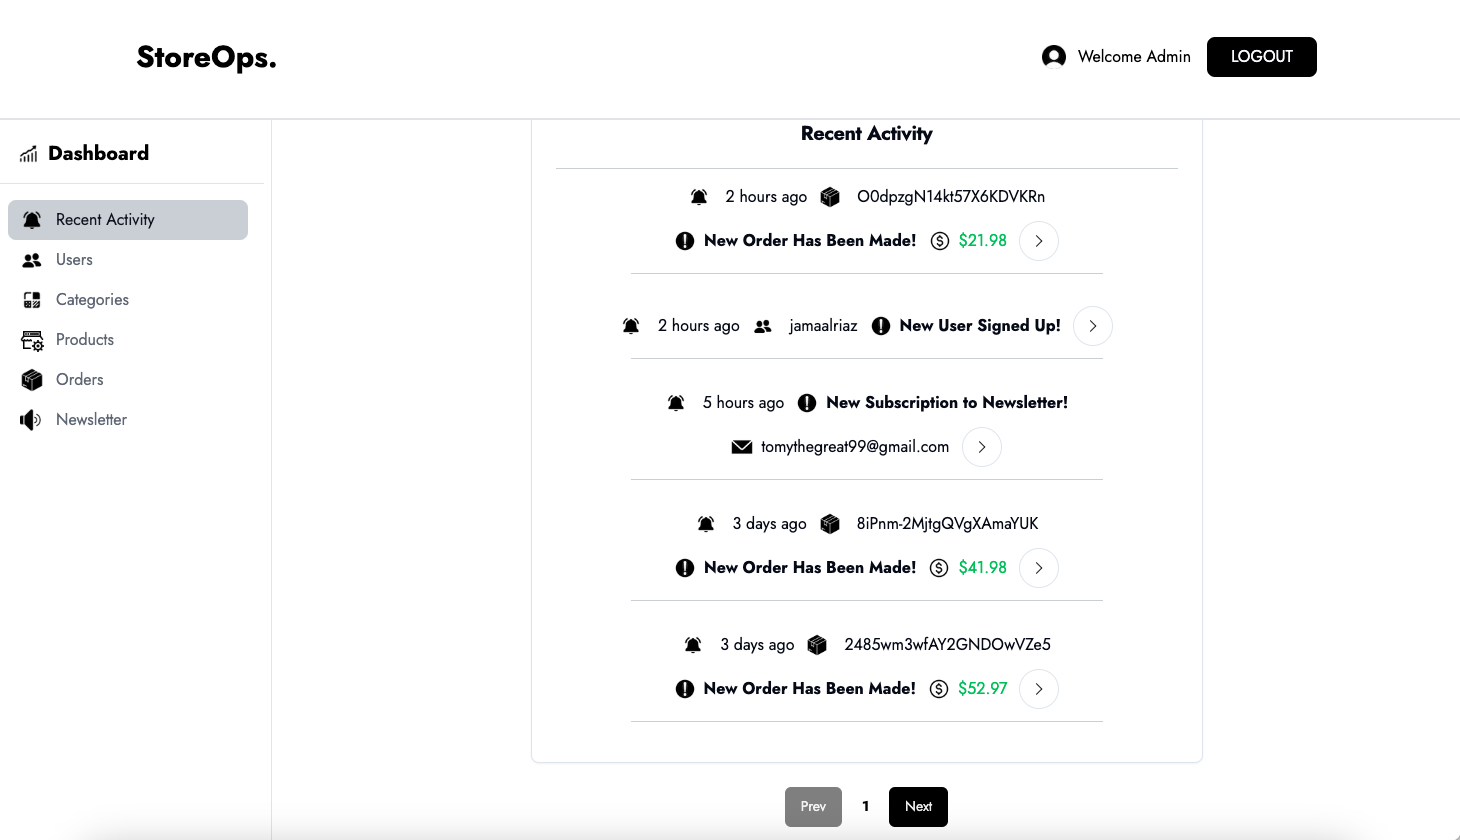 StoreOps.
Welcome Admin
LOGOUT
Dashboard
Recent Activity
Users
Categories
Products
Orders
Newsletter
Recent Activity
2 hours ago O0dpzgN14kt57X6KDVKRn
New Order Has Been Made! $21.98
2 hours ago jamaalriaz New User Signed Up!
5 hours ago New Subscription to Newsletter!
tomythegreat99@gmail.com
3 days ago 8iPnm-2MjtgQVgXAmaYUK
New Order Has Been Made! $41.98
3 days ago 2485wm3wfAY2GNDOwVZe5
New Order Has Been Made! $52.97
Prev 1 Next